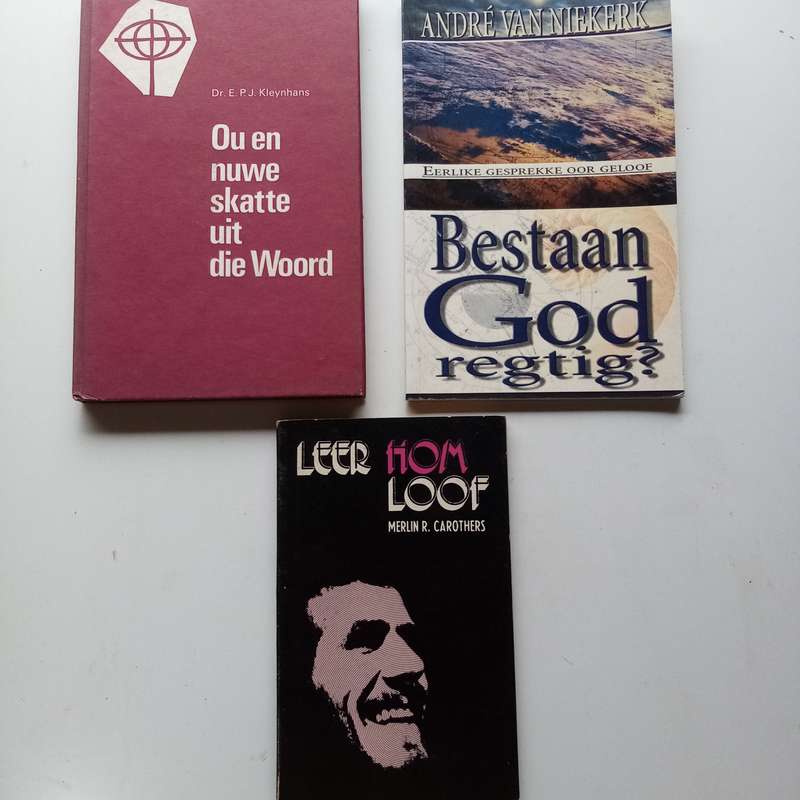 Dr. E. P. J. Kleynhans
Ou en
nuwe
skatte
uit
die Woord
ANDRÉ VAN NIEKERK
EERLIKE GESPREKKE OOR GELOOF
Bestaan
God
regtig?
LEER HOM
LOOF
MERLIN R. CAROTHERS